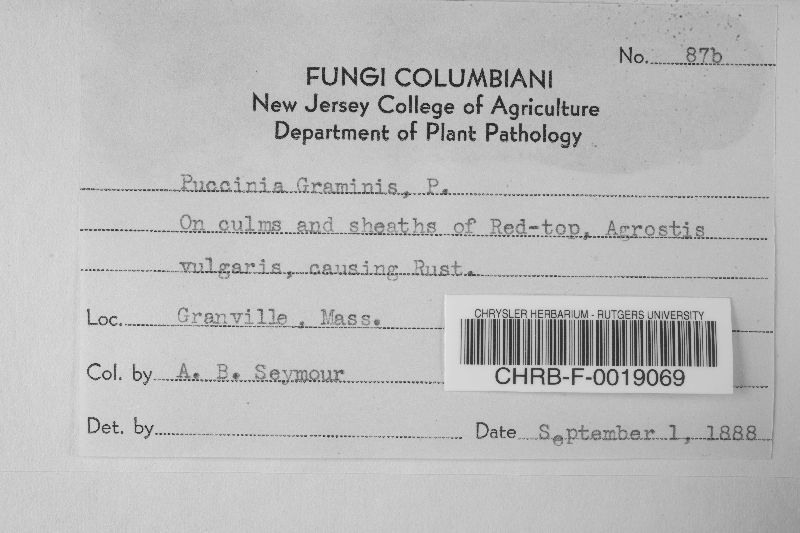 No. 87b
FUNGI COLUMBIANI
New Jersey College of Agriculture
Department of Plant Pathology
Puccinia Graminis, P.
On culms and sheaths of Red-top, Agrostis
vulgaris, causing Rust.
Loc. Granville, Mass.
CHRYSLER HERBARIUM - RUTGERS UNIVERSITY
CHRB-F-0019069
Col. by A. B. Seymour
Det. by
Date September 1, 1888